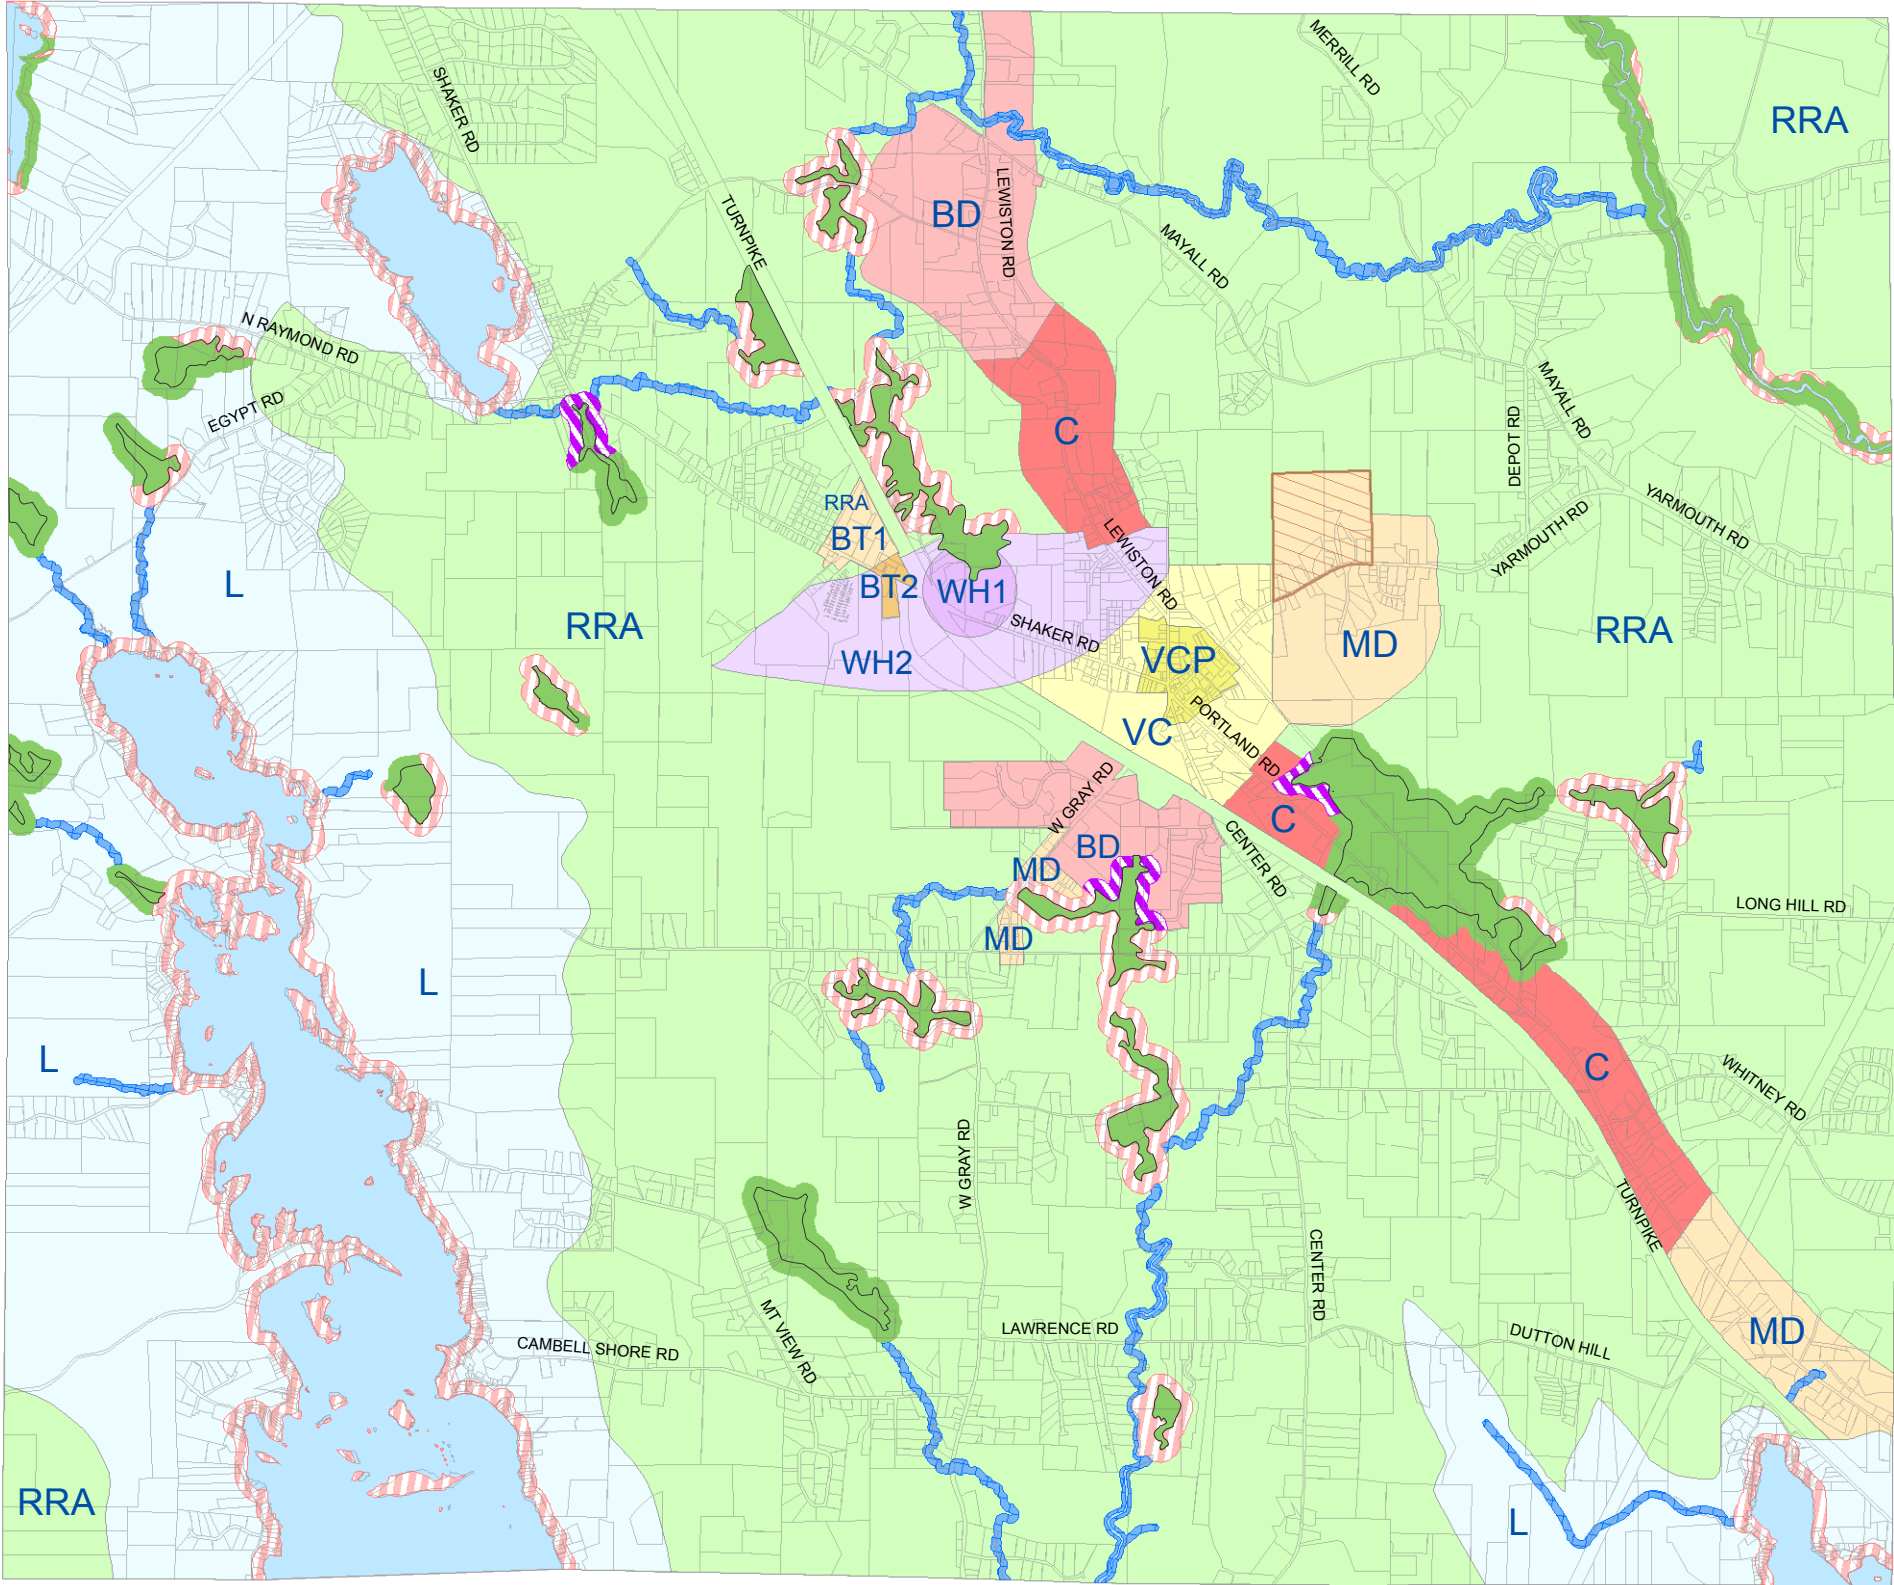 MERRILL RD
SHAKER RD
RRA
LEWISTON RD
BD
TURNPIKE
MAYALL RD
N RAYMOND RD
EGYPT RD
MAYALL RD
C
DEPOT RD
RRA
YARMOUTH RD
BT1
LEWISTON RD
YARMOUTH RD
L
BT2
WH1
RRA
SHAKER RD
RRA
MD
WH2
VCP
PORTLAND RD
VC
W GRAY RD
C
BD
CENTER RD
MD
LONG HILL RD
MD
L
L
C
WHITNEY RD
W GRAY RD
TURNPIKE
CENTER RD
MT VIEW RD
LAWRENCE RD
MD
DUTTON HILL
CAMBELL SHORE RD
RRA
L